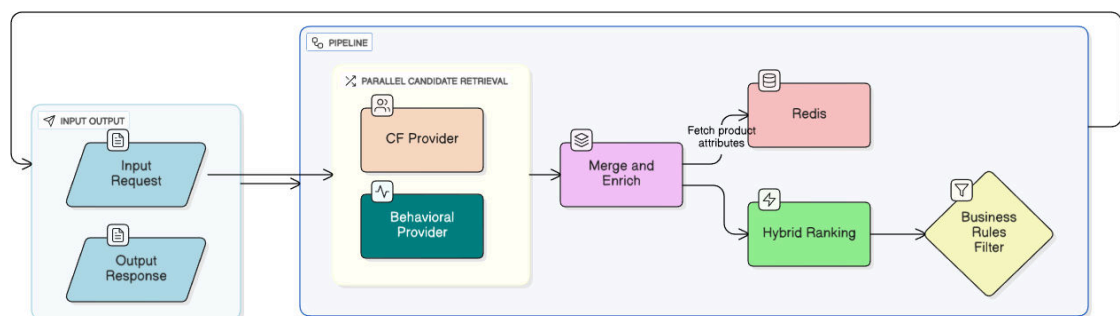 PIPELINE
PARALLEL CANDIDATE RETRIEVAL
INPUT OUTPUT
Input
Request
Output
Response
CF Provider
Behavioral
Provider
Merge and
Enrich
Fetch product
attributes
Redis
Hybrid Ranking
Business
Rules
Filter